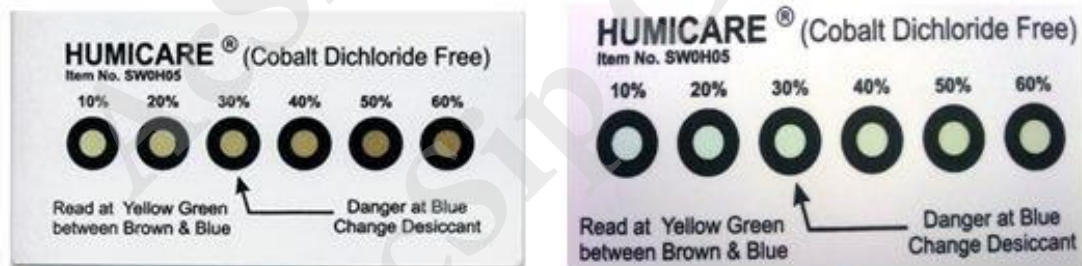 HUMICARE ® (Cobalt Dichloride Free)
Item No. SW0H05
10% 20% 30% 40% 50% 60%
Read at Yellow Green
between Brown & Blue
Danger at Blue
Change Desiccant
HUMICARE ® (Cobalt Dichloride Free)
Item No. SW0H05
10% 20% 30% 40% 50% 60%
Read at Yellow Green
between Brown & Blue
Danger at Blue
Change Desiccant